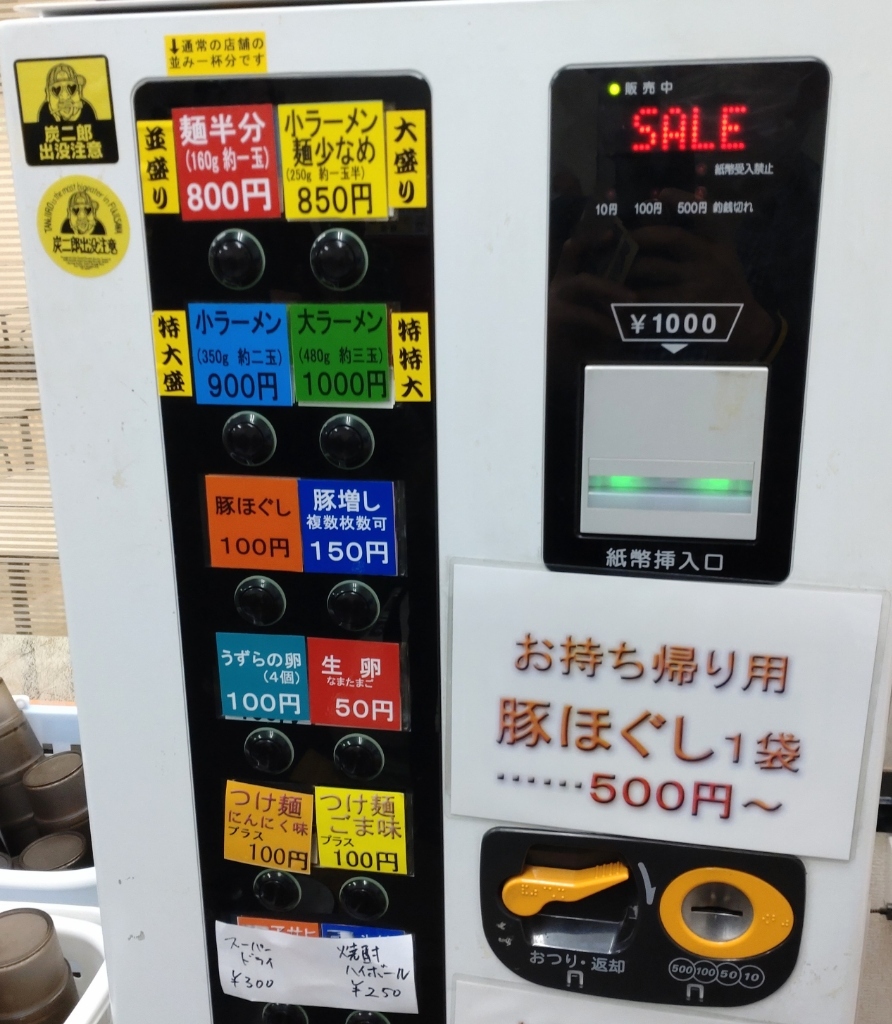 ↓通常の店舗の
並み一杯分です
炭二郎
出没注意
炭二郎出没注意
並盛り
麺半分
(160g 約一玉)
800円
小ラーメン
麺少なめ
(250g 約一玉半)
850円
大盛り
特大盛
小ラーメン
(350g 約二玉)
900円
大ラーメン
(480g 約三玉)
1000円
特特大
豚ほぐし
100円
豚増し
複数枚数可
150円
うずらの卵
(4個)
100円
生卵
なまたまご
50円
つけ麺
にんにく味
プラス
100円
つけ麺
ごま味
プラス
100円
スーパー
ドライ
¥300
焼酎
ハイボール
¥250
販売中
SALE
紙幣受入禁止
10円 100円 500円 釣銭切れ
¥1000
紙幣挿入口
お持ち帰り用
豚ほぐし1袋
……500円～
おつり・返却
500 100 50 10